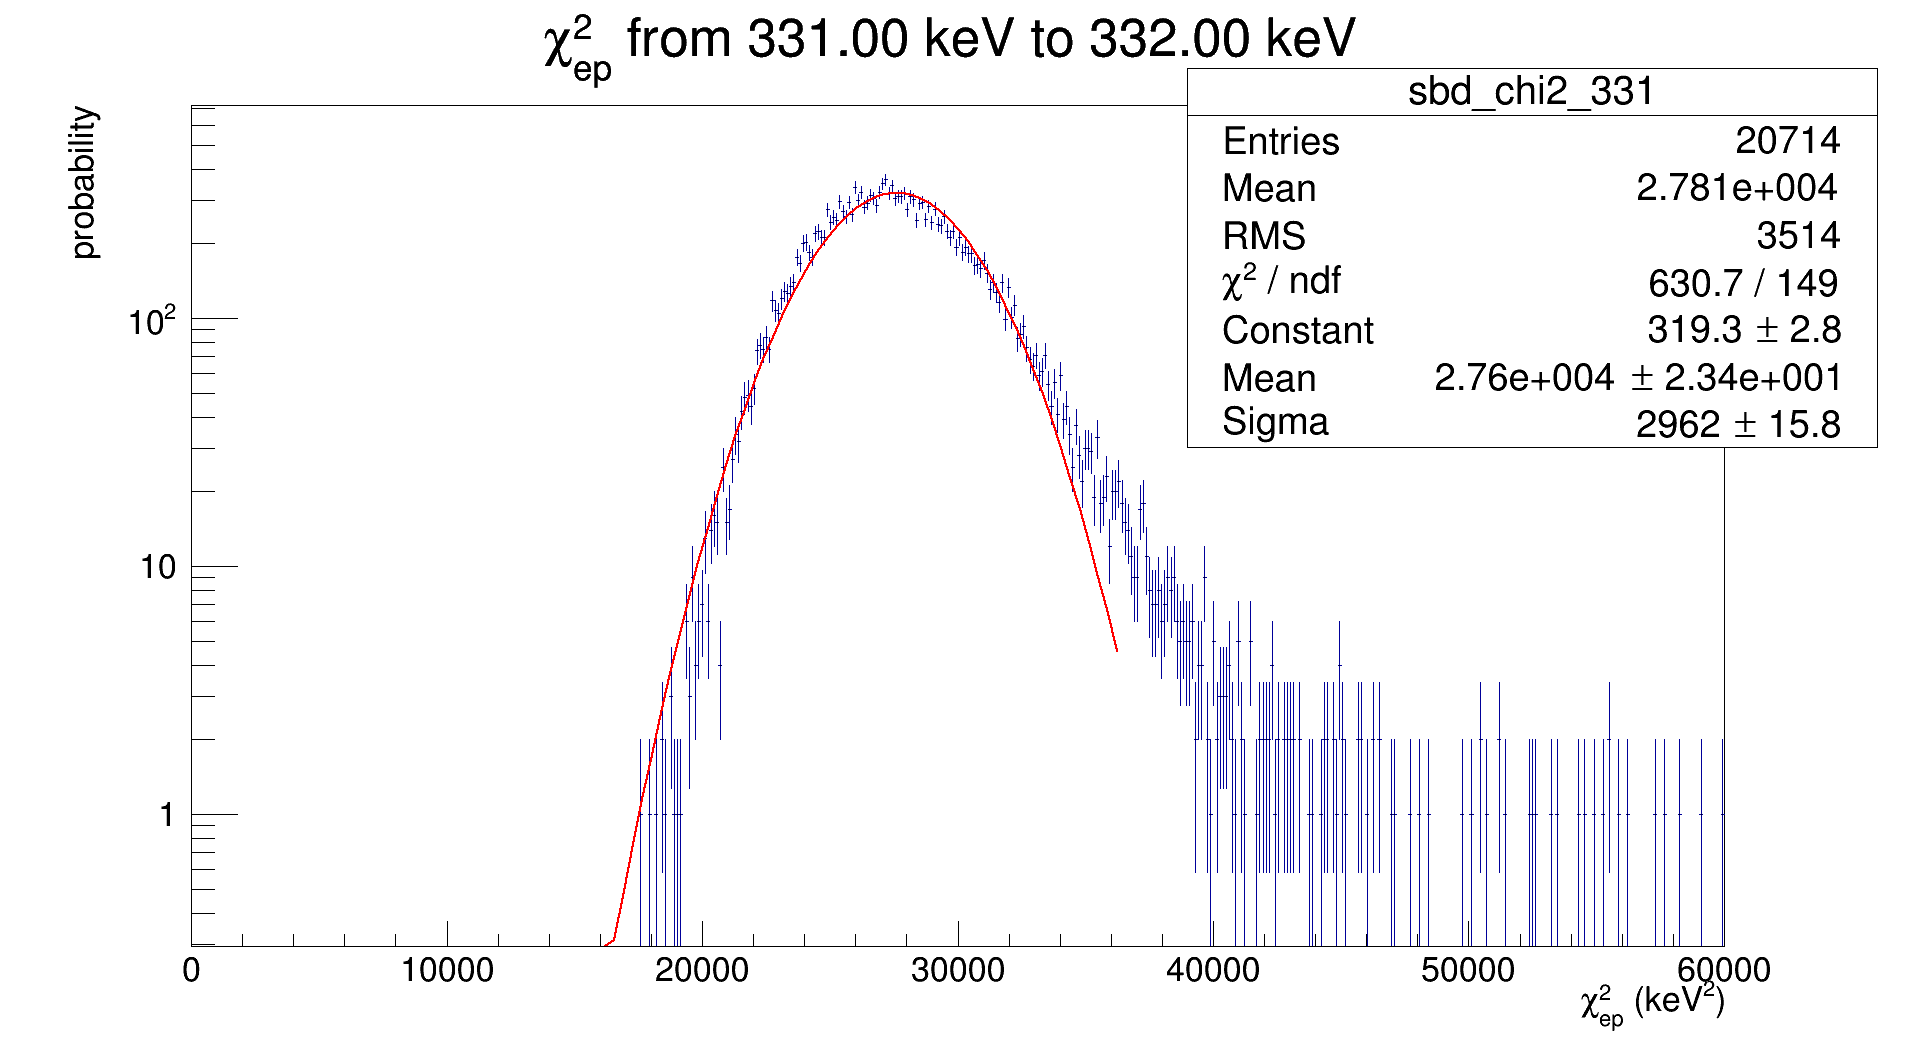 χ²ep from 331.00 keV to 332.00 keV
probability
sbd_chi2_331
Entries 20714
Mean 2.781e+004
RMS 3514
χ² / ndf 630.7 / 149
Constant 319.3 ± 2.8
Mean 2.76e+004 ± 2.34e+001
Sigma 2962 ± 15.8
10²
10
1
0 10000 20000 30000 40000 50000 60000
χ²ep (keV²)